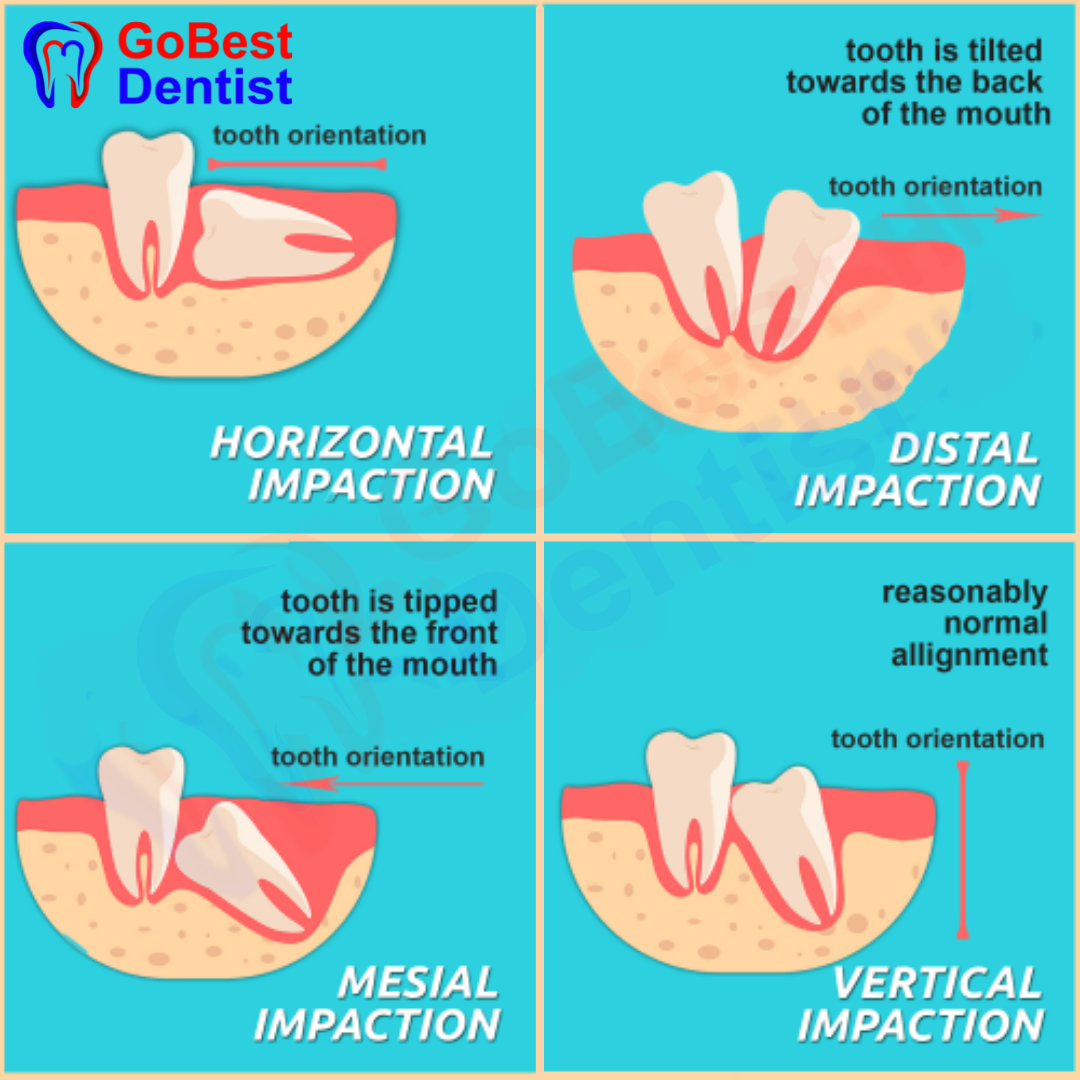 GoBest
Dentist
tooth orientation
HORIZONTAL
IMPACTION
tooth is tilted
towards the back
of the mouth
tooth orientation
DISTAL
IMPACTION
tooth is tipped
towards the front
of the mouth
tooth orientation
MESIAL
IMPACTION
reasonably
normal
allignment
tooth orientation
VERTICAL
IMPACTION
GoBest
Dentist